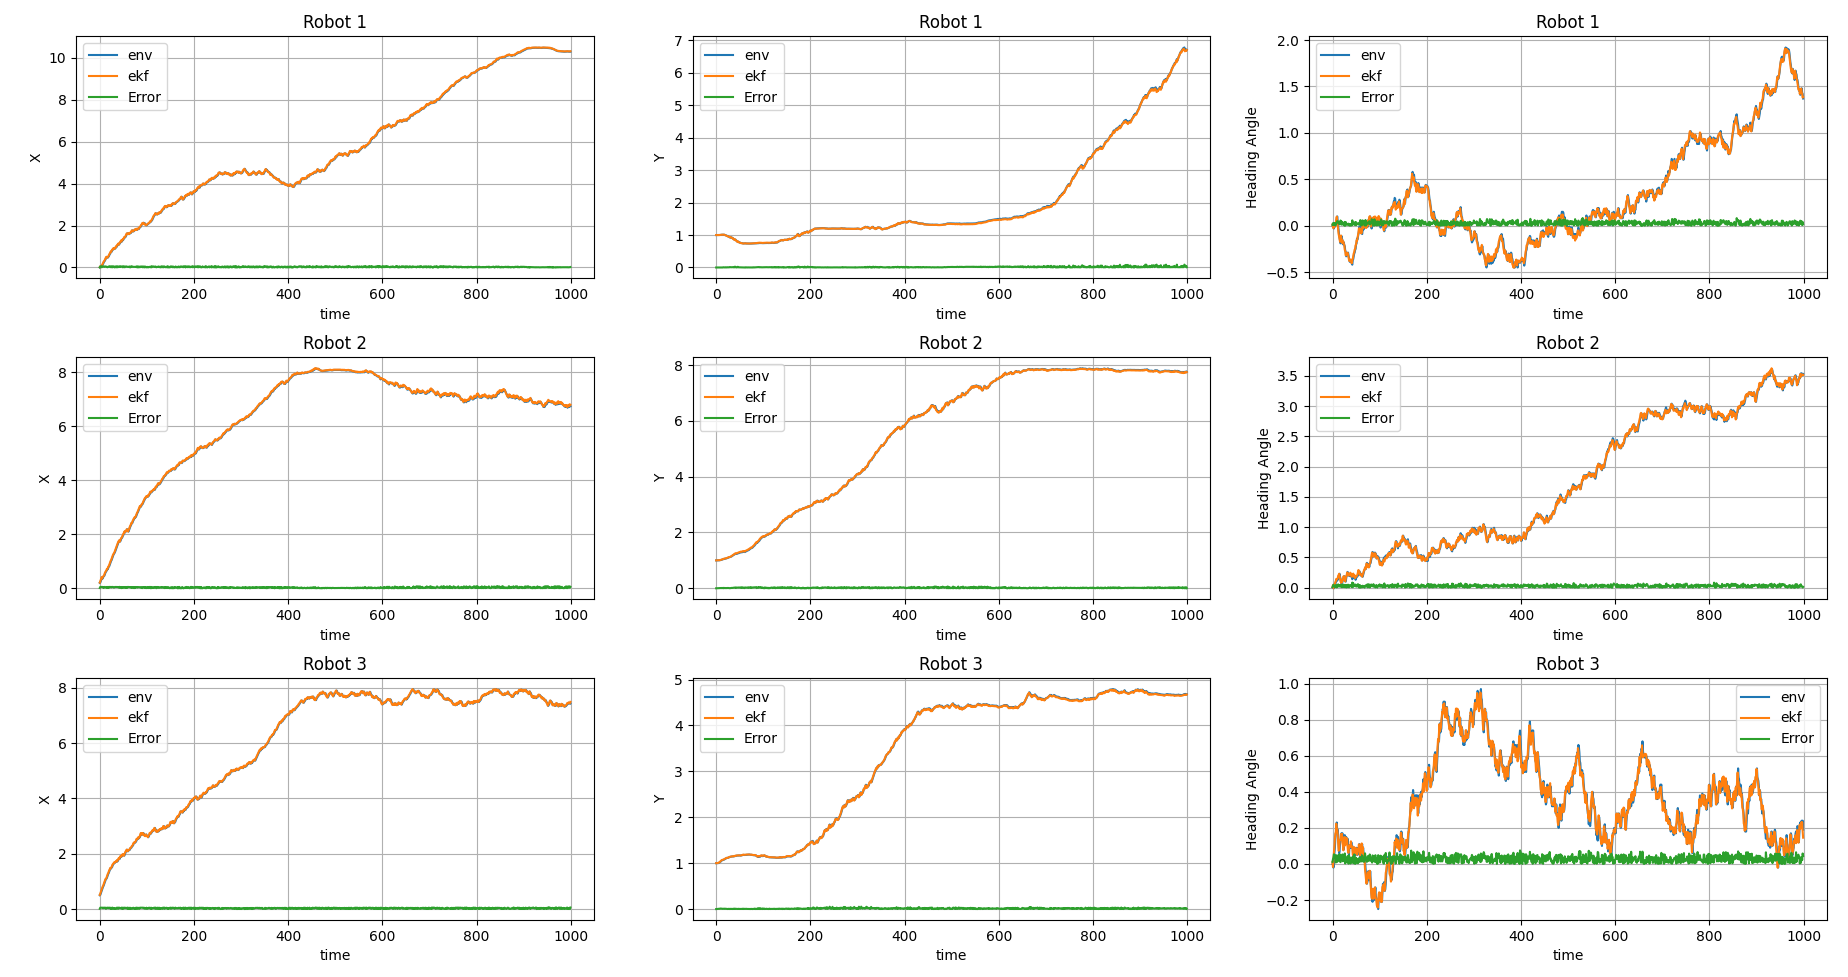 Robot 1
env
ekf
Error
X
10
8
6
4
2
0
0 200 400 600 800 1000
time
Robot 1
env
ekf
Error
Y
7
6
5
4
3
2
1
0
0 200 400 600 800 1000
time
Robot 1
env
ekf
Error
Heading Angle
2.0
1.5
1.0
0.5
0.0
−0.5
0 200 400 600 800 1000
time
Robot 2
env
ekf
Error
X
8
6
4
2
0
0 200 400 600 800 1000
time
Robot 2
env
ekf
Error
Y
8
6
4
2
0
0 200 400 600 800 1000
time
Robot 2
env
ekf
Error
Heading Angle
3.5
3.0
2.5
2.0
1.5
1.0
0.5
0.0
0 200 400 600 800 1000
time
Robot 3
env
ekf
Error
X
8
6
4
2
0
0 200 400 600 800 1000
time
Robot 3
env
ekf
Error
Y
5
4
3
2
1
0
0 200 400 600 800 1000
time
Robot 3
env
ekf
Error
Heading Angle
1.0
0.8
0.6
0.4
0.2
0.0
−0.2
0 200 400 600 800 1000
time